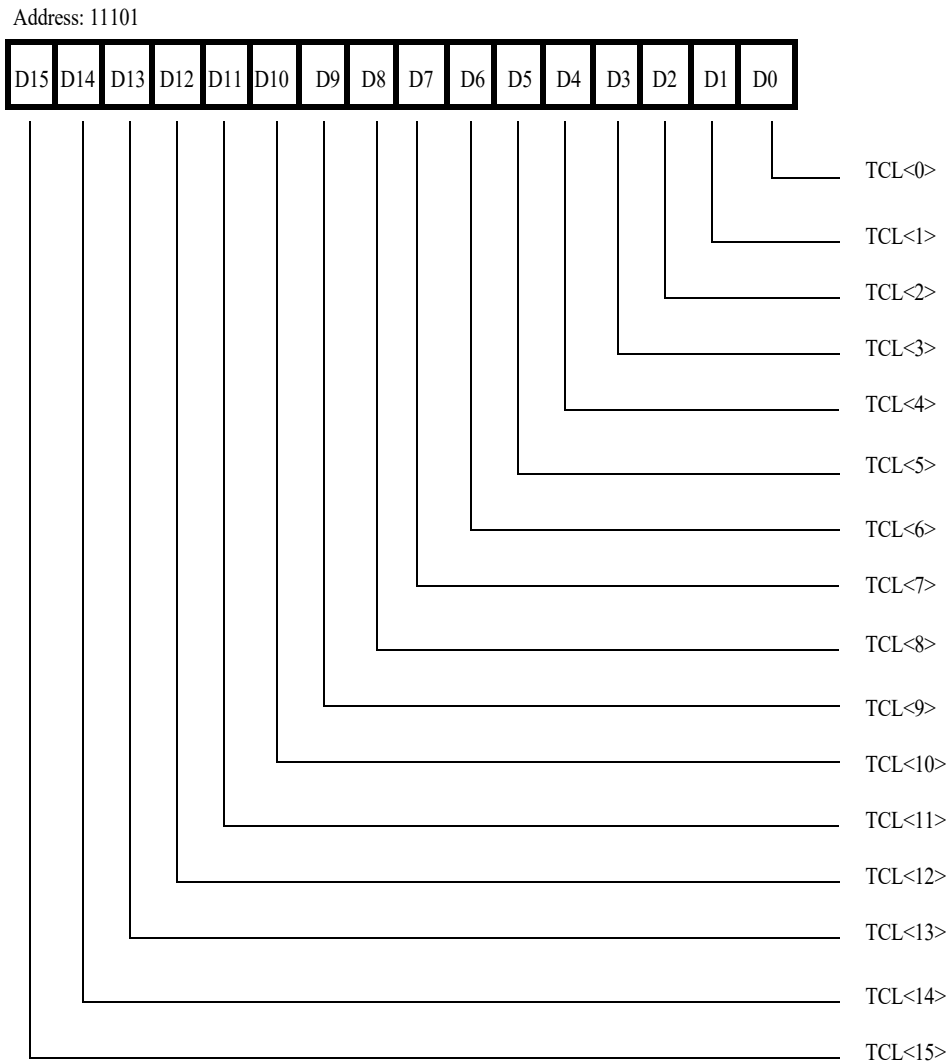 Address: 11101
D15 D14 D13 D12 D11 D10 D9 D8 D7 D6 D5 D4 D3 D2 D1 D0
TCL<0>
TCL<1>
TCL<2>
TCL<3>
TCL<4>
TCL<5>
TCL<6>
TCL<7>
TCL<8>
TCL<9>
TCL<10>
TCL<11>
TCL<12>
TCL<13>
TCL<14>
TCL<15>